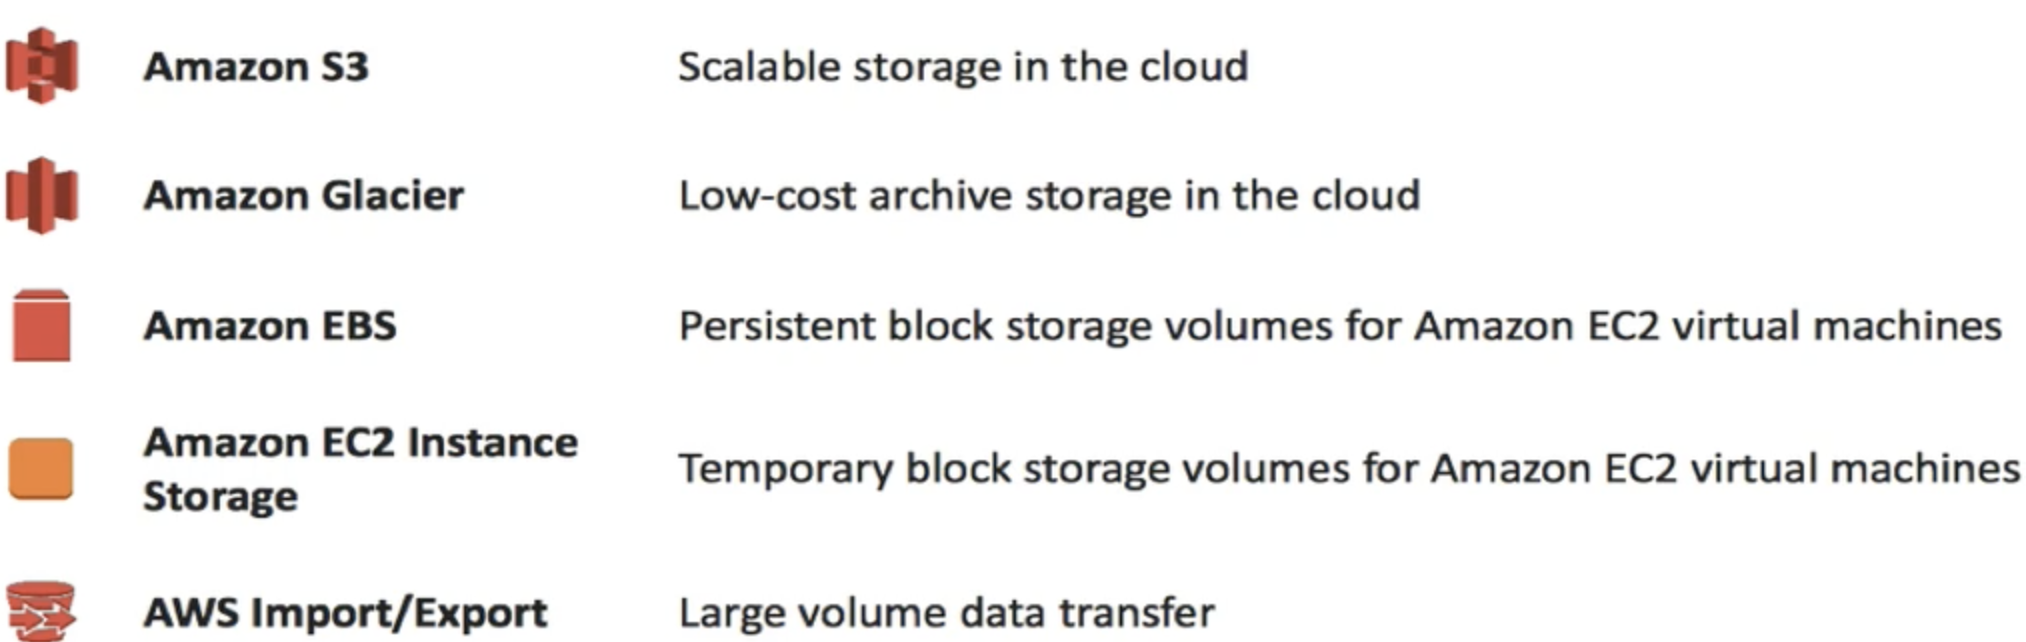 Amazon S3 Scalable storage in the cloud
Amazon Glacier Low-cost archive storage in the cloud
Amazon EBS Persistent block storage volumes for Amazon EC2 virtual machines
Amazon EC2 Instance
Storage
Temporary block storage volumes for Amazon EC2 virtual machines
AWS Import/Export Large volume data transfer